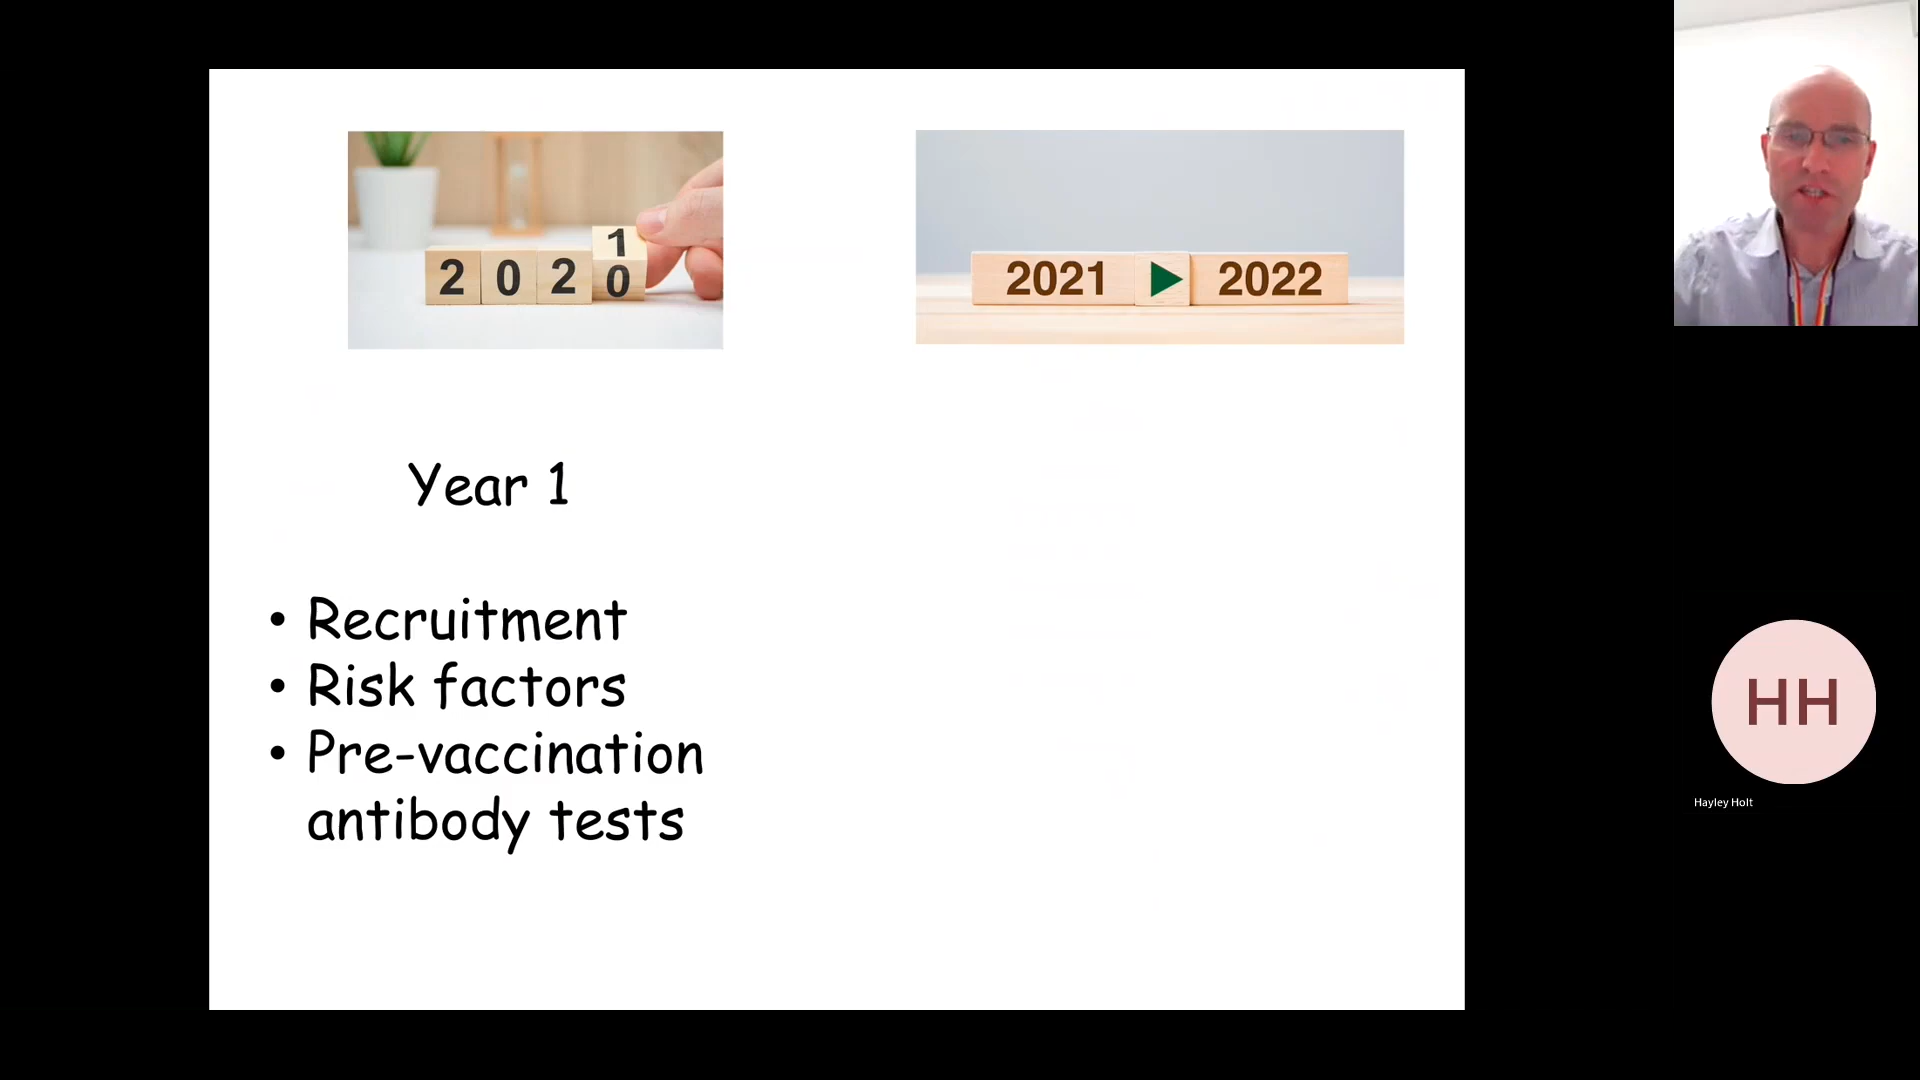 2 0 2 1
0
2021 2022
Year 1
• Recruitment
• Risk factors
• Pre-vaccination
antibody tests
HH
Hayley Holt